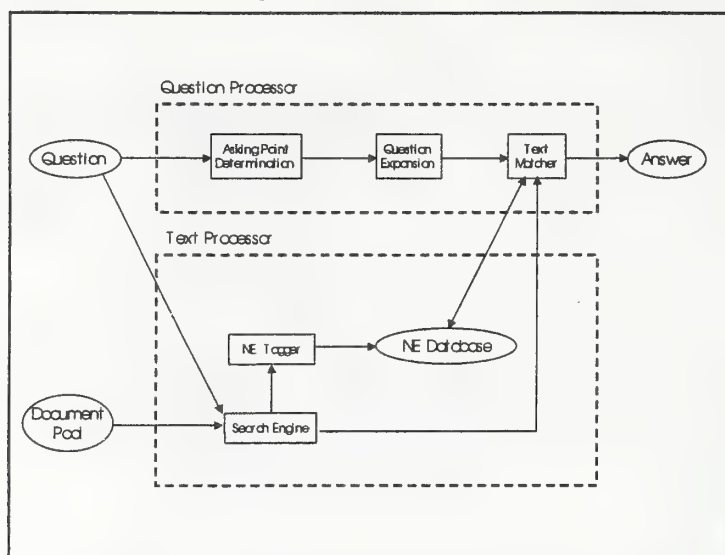 Question Processor
Question
Asking Point
Determination
Question
Expansion
Text
Matcher
Answer
Text Processor
NE Tagger
NE Database
Document
Pool
Search Engine